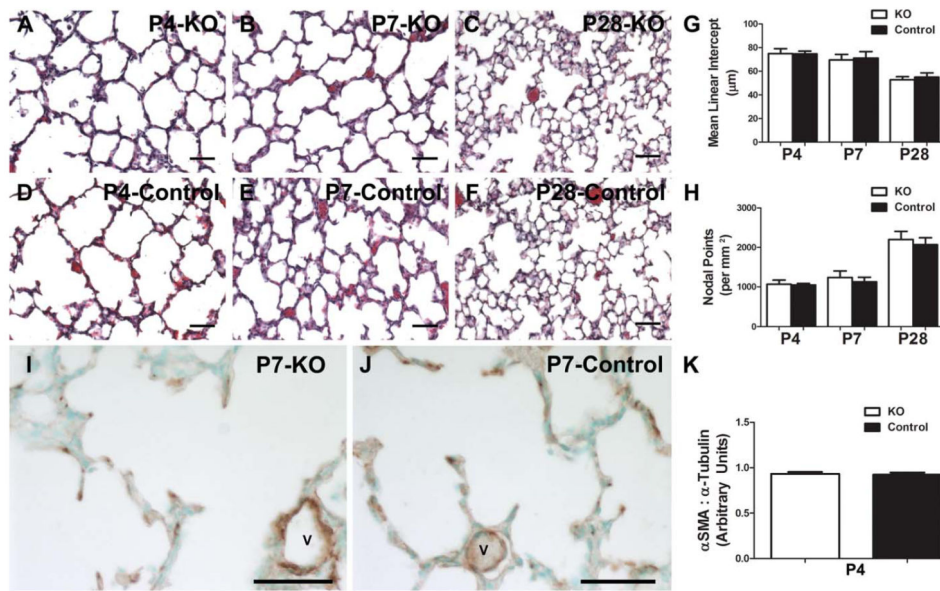 A P4-KO
B P7-KO
C P28-KO
D P4-Control
E P7-Control
F P28-Control
G
KO
Control
Mean Linear Intercept
(μm)
100
80
60
40
20
0
P4 P7 P28
H
KO
Control
Nodal Points
(per mm²)
3000
2000
1000
0
P4 P7 P28
I P7-KO
V
J P7-Control
V
K
KO
Control
αSMA : α-Tubulin
(Arbitrary Units)
1.5
1.0
0.5
0.0
P4